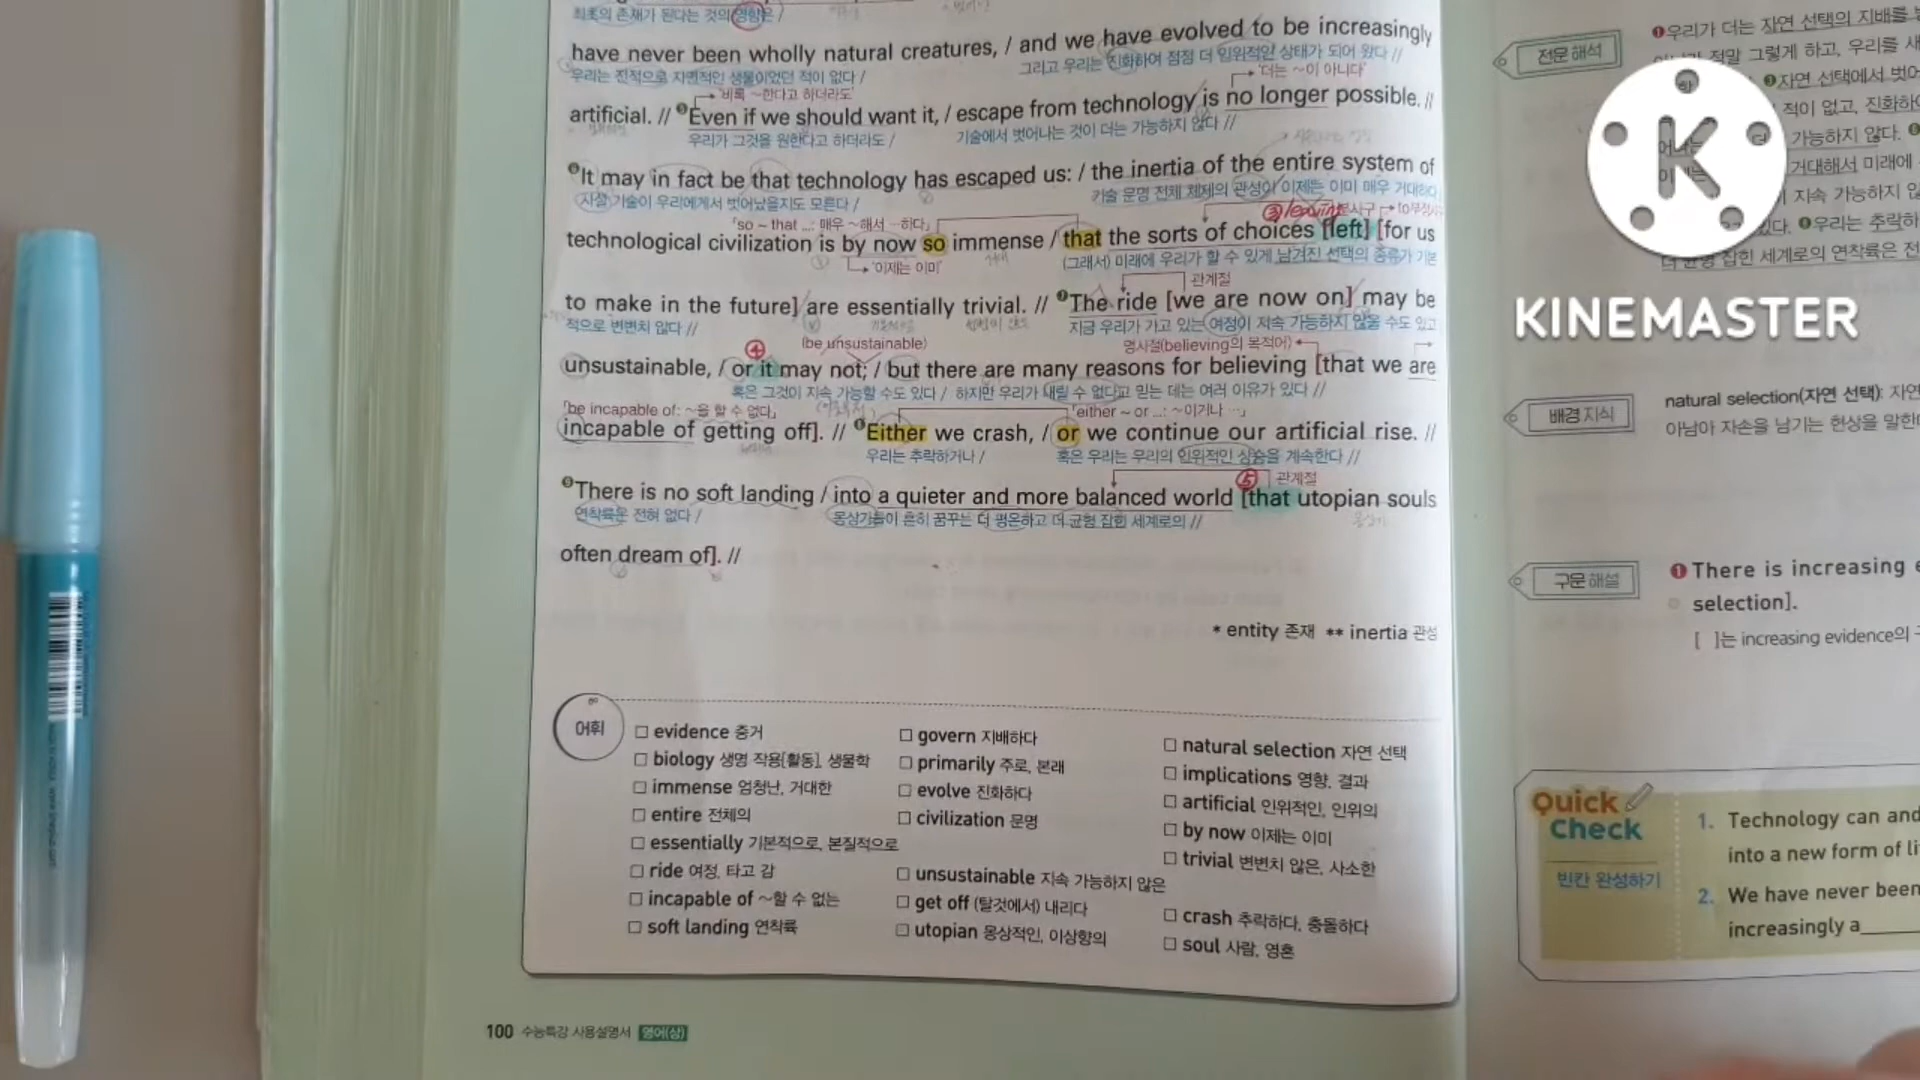 최초의 존재가 된다는 것의 영향은 /
have never been wholly natural creatures, / and we have evolved to be increasingly
우리는 전적으로 자연적인 생물이었던 적이 없다 /
그리고 우리는 진화하여 점점 더 인위적인 상태가 되어 왔다 //
'비록 ~한다고 하더라도'
'더는 ~이 아니다'
artificial. // ❺Even if we should want it, / escape from technology is no longer possible. //
우리가 그것을 원한다고 하더라도 /
기술에서 벗어나는 것이 더는 가능하지 않다 //
❻It may in fact be that technology has escaped us: / the inertia of the entire system of
사실 기술이 우리에게서 벗어났을지도 모른다 /
기술 문명 전체 체제의 관성이 이제는 이미 매우 거대하다
「so ~ that ...: 매우 ~해서 …하다」
③ leaving
technological civilization is by now so immense / that the sorts of choices [left] [for us
'이제는 이미'
(그래서) 미래에 우리가 할 수 있게 남겨진 선택의 종류가 기본
관계절
to make in the future] are essentially trivial. // ❼The ride [we are now on] may be
적으로 변변치 않다 //
지금 우리가 가고 있는 여정이 지속 가능하지 않을 수도 있고
④ (be unsustainable)
명사절(believing의 목적어)
unsustainable, / or it may not; / but there are many reasons for believing [that we are
혹은 그것이 지속 가능할 수도 있다 / 하지만 우리가 내릴 수 없다고 믿는 데는 여러 이유가 있다 //
「be incapable of: ~을 할 수 없다」
「either ~ or ...: ~이거나 …」
incapable of getting off]. // ❽Either we crash, / or we continue our artificial rise. //
우리는 추락하거나 /
혹은 우리는 우리의 인위적인 상승을 계속한다 //
⑤ 관계절
❾There is no soft landing / into a quieter and more balanced world [that utopian souls
연착륙은 전혀 없다 /
몽상가들이 흔히 꿈꾸는 더 평온하고 더 균형 잡힌 세계로의 //
often dream of]. //
* entity 존재 ** inertia 관성
어휘
□ evidence 증거
□ biology 생명 작용[활동], 생물학
□ immense 엄청난, 거대한
□ entire 전체의
□ essentially 기본적으로, 본질적으로
□ ride 여정, 타고 감
□ incapable of ~할 수 없는
□ soft landing 연착륙
□ govern 지배하다
□ primarily 주로, 본래
□ evolve 진화하다
□ civilization 문명
□ unsustainable 지속 가능하지 않은
□ get off (탈것에서) 내리다
□ utopian 몽상적인, 이상향의
□ natural selection 자연 선택
□ implications 영향, 결과
□ artificial 인위적인, 인위의
□ by now 이제는 이미
□ trivial 변변치 않은, 사소한
□ crash 추락하다, 충돌하다
□ soul 사람, 영혼
100 수능특강 사용설명서 영어(상)
전문 해석
❶우리가 더는 자연 선택의 지배를
정말 그렇게 하고, 우리를
❸자연 선택에서
적이 없고, 진화하
가능하지 않다.
거대해서 미래에
지속 가능하지
❽우리는 추락하
더 균형 잡힌 세계로의 연착륙은
K
KINEMASTER
배경 지식
natural selection(자연 선택): 자연
아남아 자손을 남기는 현상을 말한
구문 해설
❶ There is increasing
selection].
[ ]는 increasing evidence의
Quick Check
빈칸 완성하기
1. Technology can and
into a new form of
2. We have never been
increasingly a